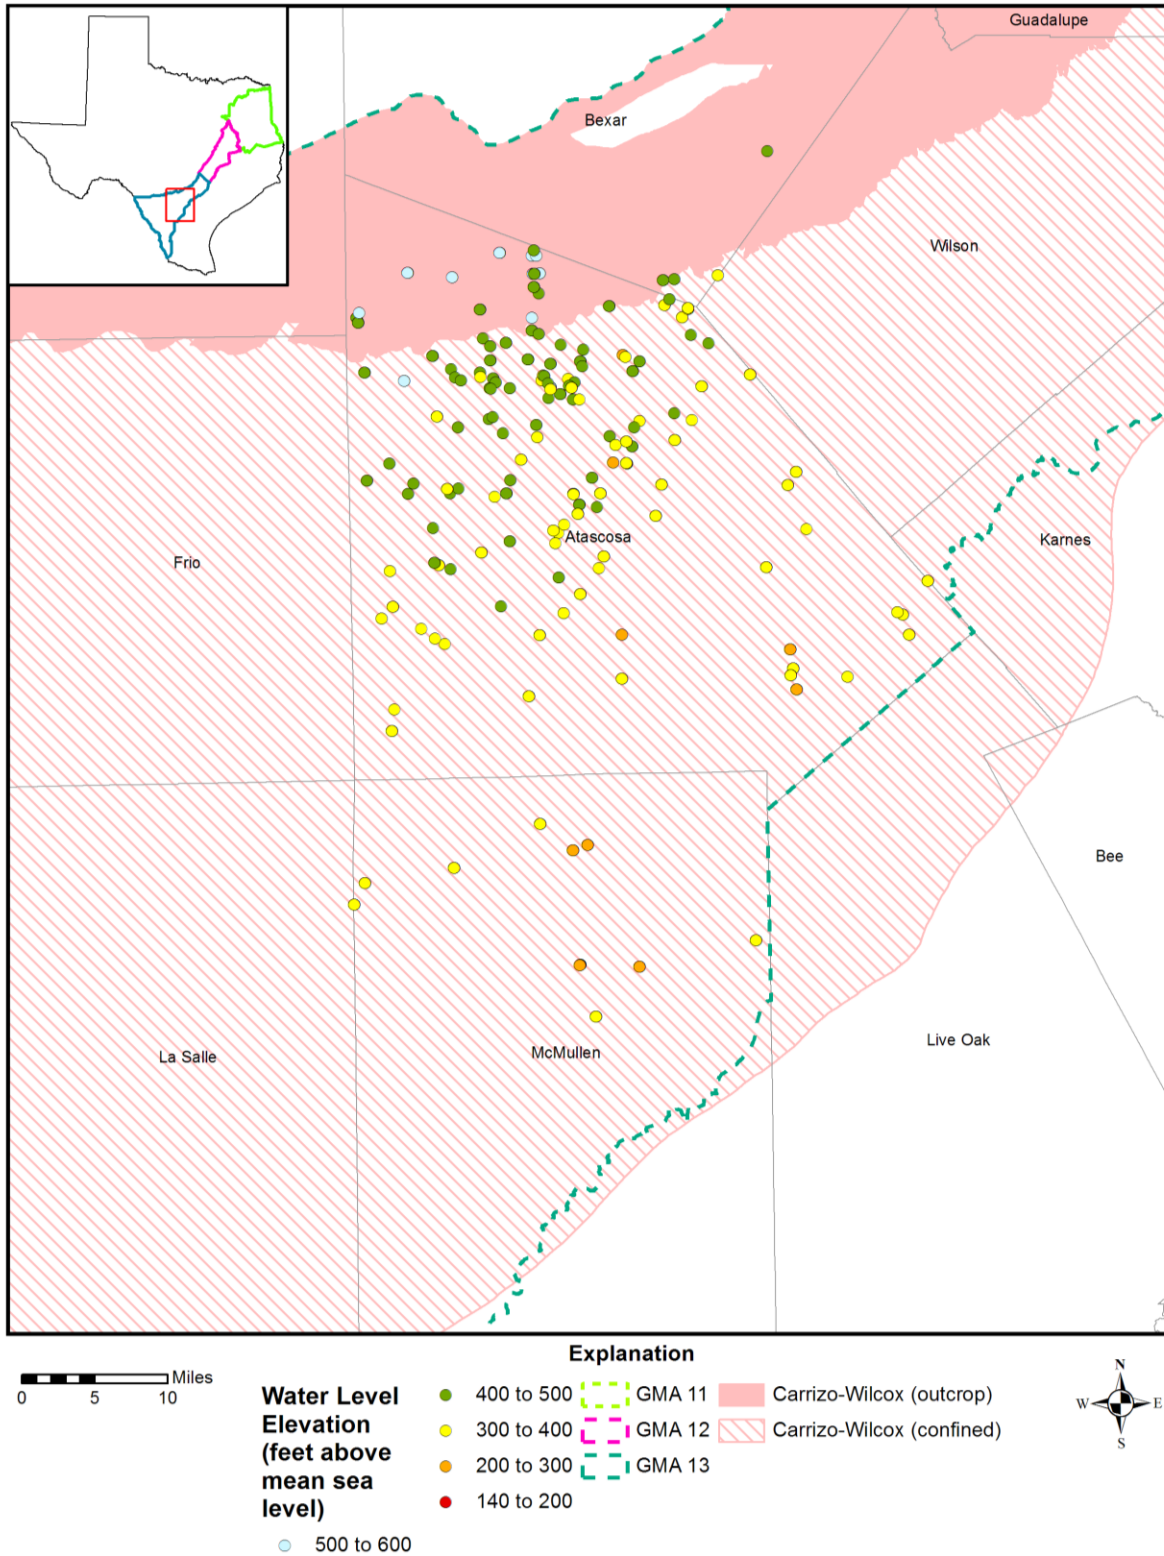 Guadalupe
Bexar
Wilson
Atascosa
Karnes
Frio
Bee
Live Oak
La Salle
McMullen
Explanation
Miles
0 5 10
Water Level
Elevation
(feet above
mean sea
level)
500 to 600
400 to 500
300 to 400
200 to 300
140 to 200
GMA 11
GMA 12
GMA 13
Carrizo-Wilcox (outcrop)
Carrizo-Wilcox (confined)
N
W E
S